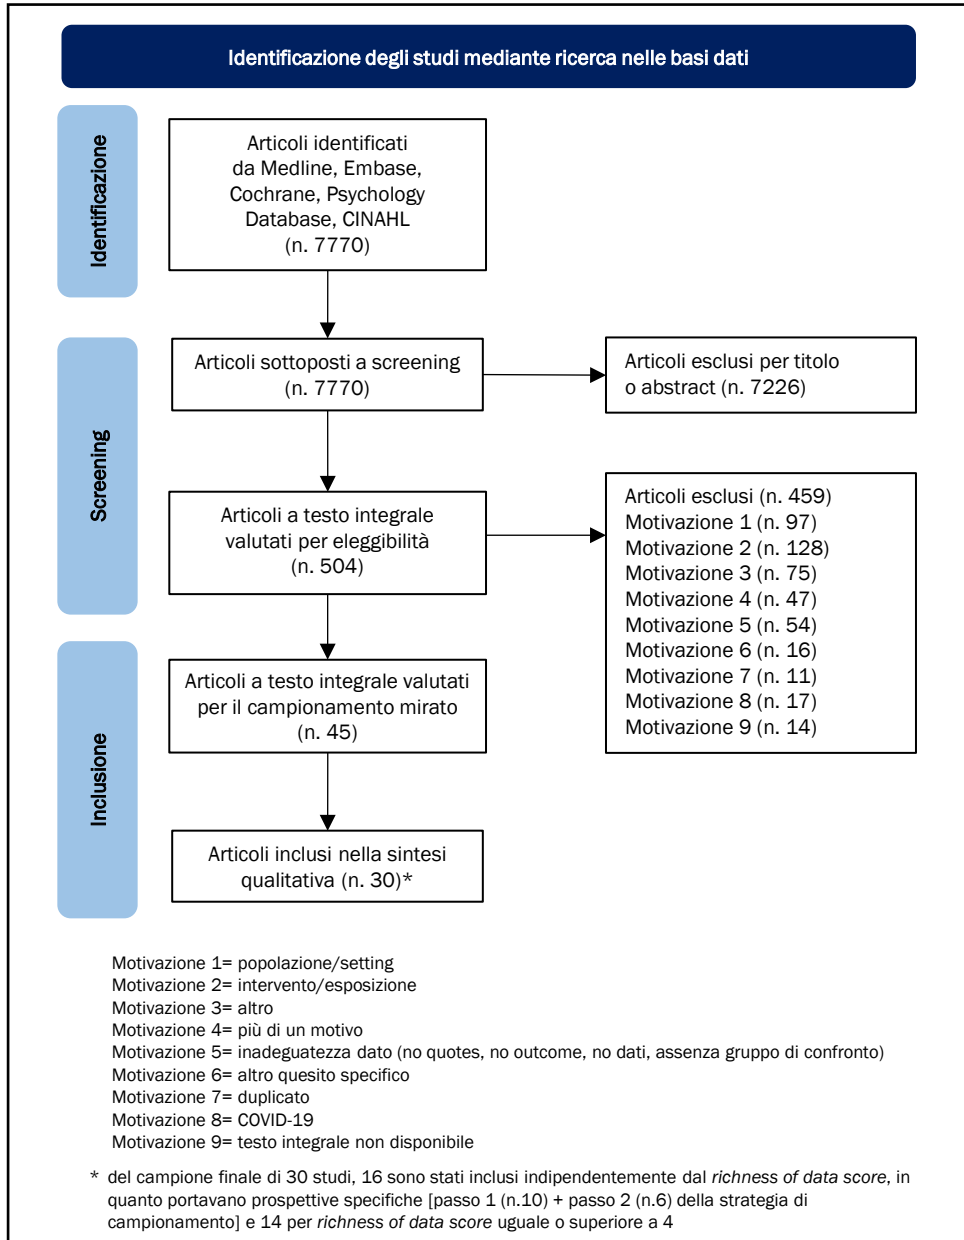 Identificazione degli studi mediante ricerca nelle basi dati
Identificazione
Articoli identificati
da Medline, Embase,
Cochrane, Psychology
Database, CINAHL
(n. 7770)
Screening
Articoli sottoposti a screening
(n. 7770)
Articoli esclusi per titolo
o abstract (n. 7226)
Articoli a testo integrale
valutati per eleggibilità
(n. 504)
Articoli esclusi (n. 459)
Motivazione 1 (n. 97)
Motivazione 2 (n. 128)
Motivazione 3 (n. 75)
Motivazione 4 (n. 47)
Motivazione 5 (n. 54)
Motivazione 6 (n. 16)
Motivazione 7 (n. 11)
Motivazione 8 (n. 17)
Motivazione 9 (n. 14)
Inclusione
Articoli a testo integrale valutati
per il campionamento mirato
(n. 45)
Articoli inclusi nella sintesi
qualitativa (n. 30)*
Motivazione 1= popolazione/setting
Motivazione 2= intervento/esposizione
Motivazione 3= altro
Motivazione 4= più di un motivo
Motivazione 5= inadeguatezza dato (no quotes, no outcome, no dati, assenza gruppo di confronto)
Motivazione 6= altro quesito specifico
Motivazione 7= duplicato
Motivazione 8= COVID-19
Motivazione 9= testo integrale non disponibile
* del campione finale di 30 studi, 16 sono stati inclusi indipendentemente dal richness of data score, in
quanto portavano prospettive specifiche [passo 1 (n.10) + passo 2 (n.6) della strategia di
campionamento] e 14 per richness of data score uguale o superiore a 4